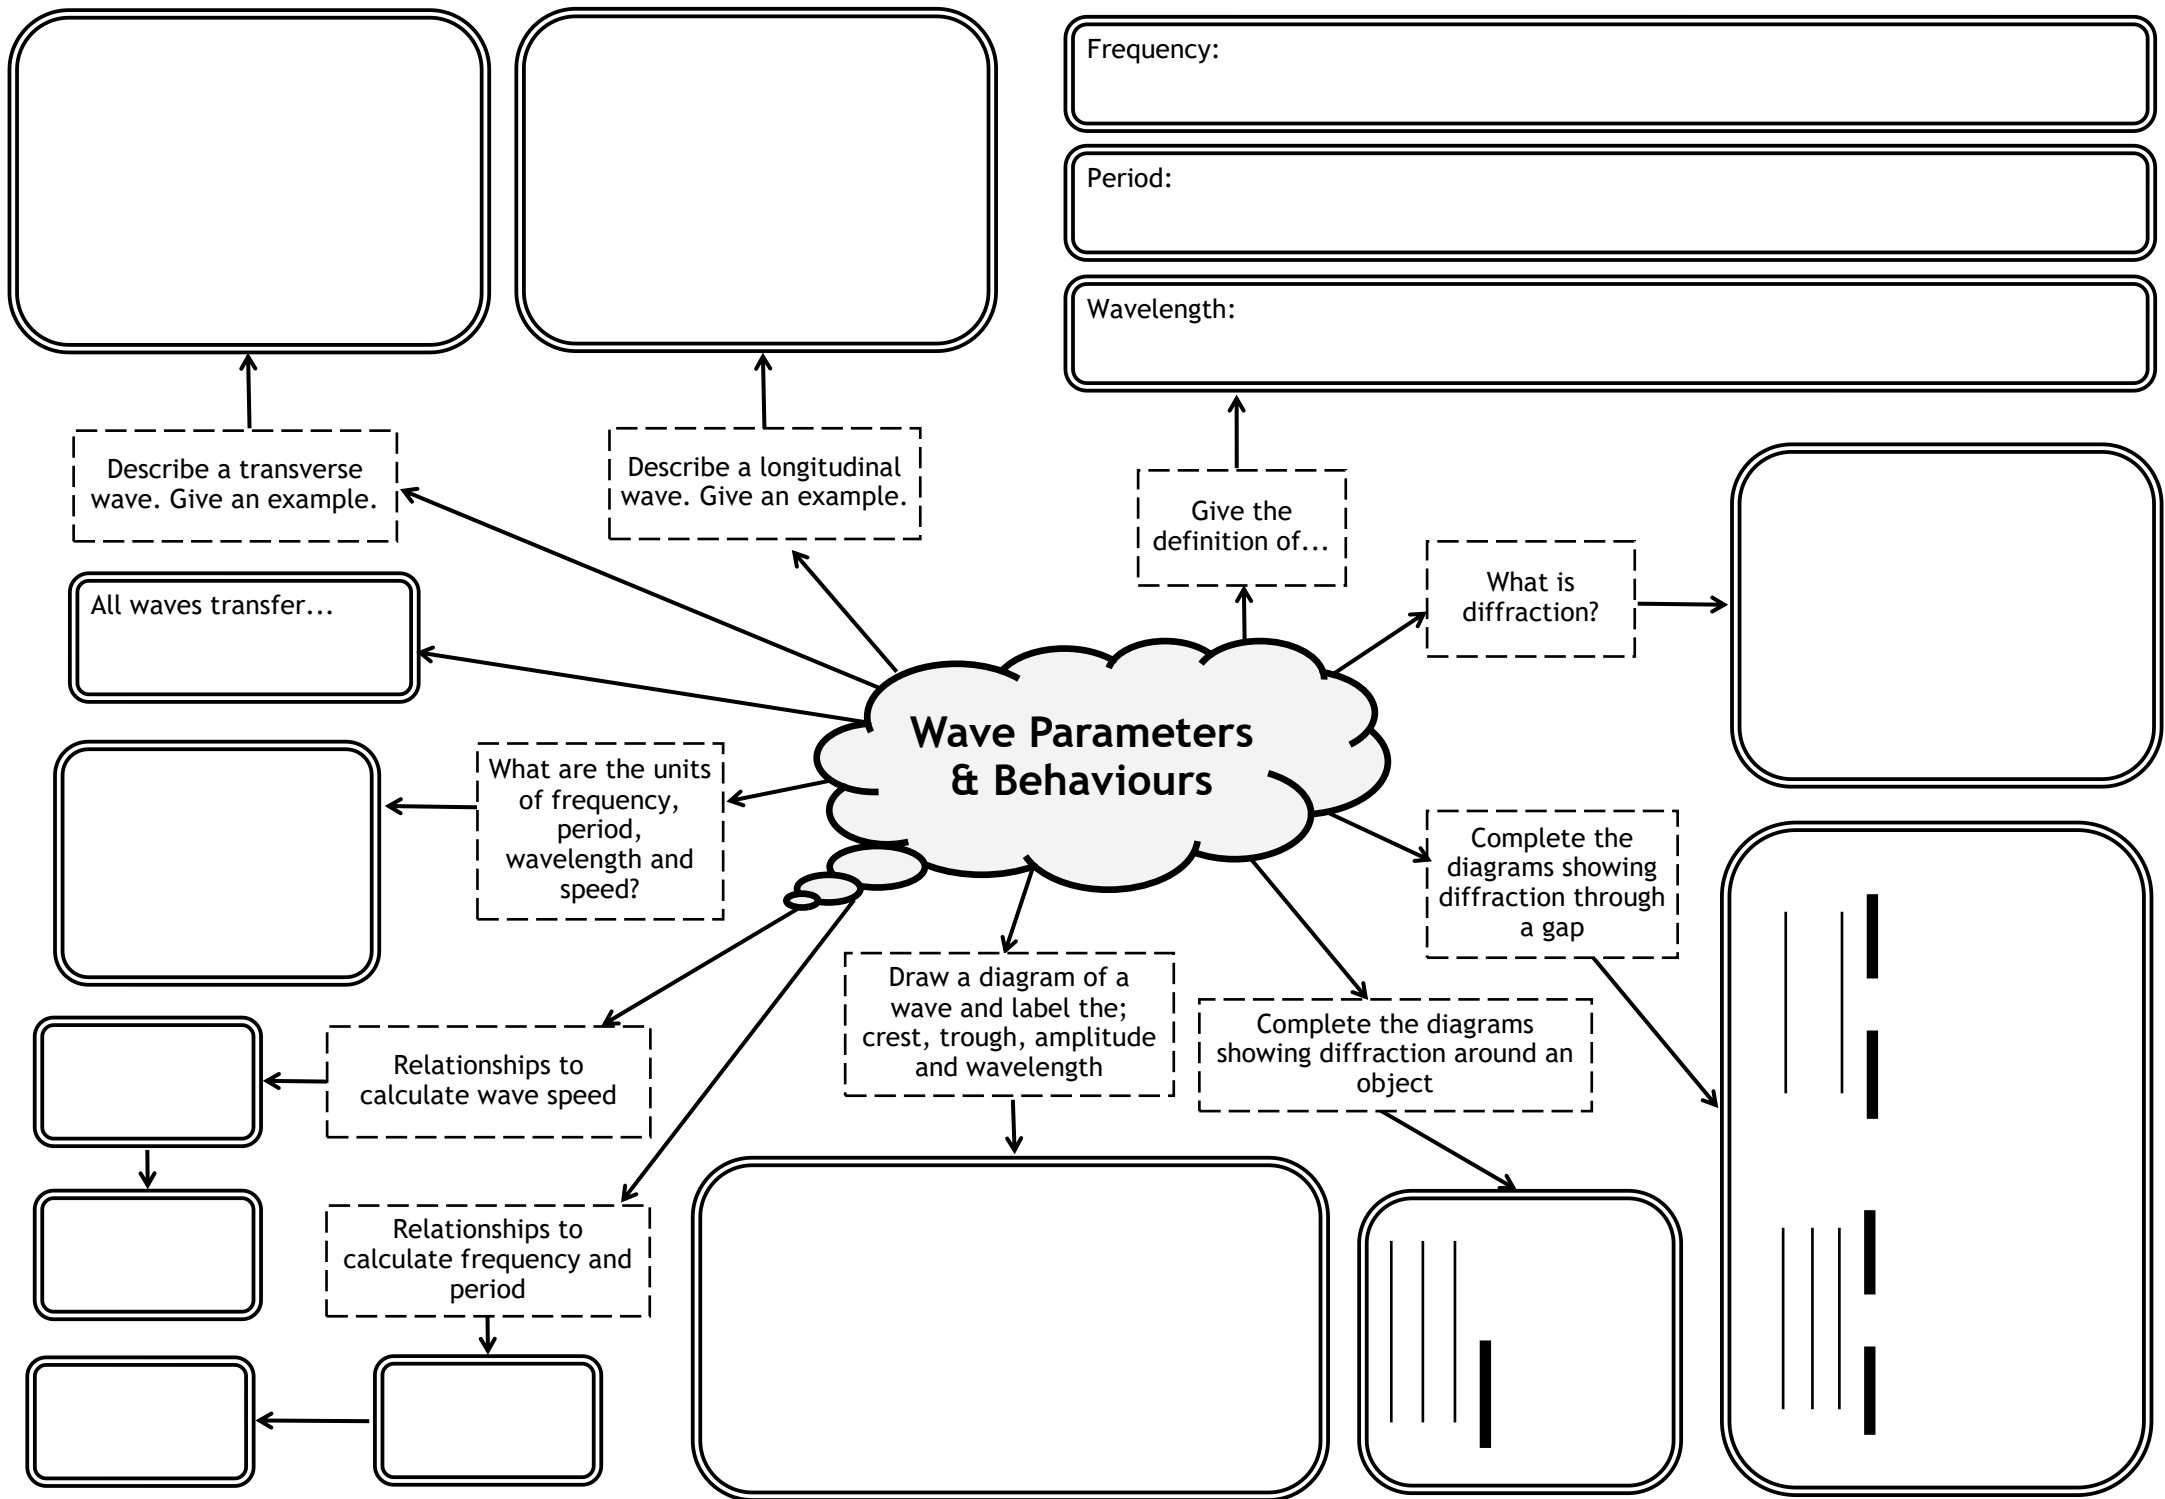 Frequency:
Period:
Wavelength:
Describe a transverse
wave. Give an example.
Describe a longitudinal
wave. Give an example.
Give the
definition of...
What is
diffraction?
All waves transfer...
Wave Parameters
& Behaviours
What are the units
of frequency,
period,
wavelength and
speed?
Complete the
diagrams showing
diffraction through
a gap
Draw a diagram of a
wave and label the;
crest, trough, amplitude
and wavelength
Complete the diagrams
showing diffraction around an
object
Relationships to
calculate wave speed
Relationships to
calculate frequency and
period